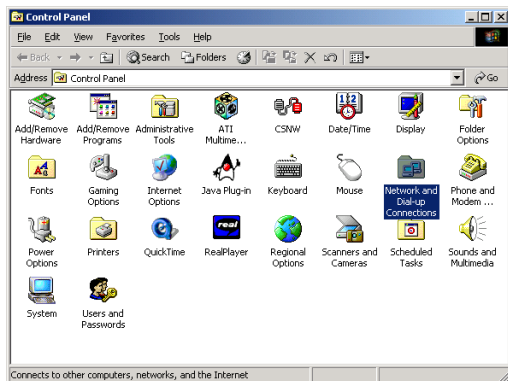 Control Panel
File Edit View Favorites Tools Help
Back Search Folders
Address Control Panel Go
Add/Remove Hardware
Add/Remove Programs
Administrative Tools
ATI Multime...
CSNW
Date/Time
Display
Folder Options
Fonts
Gaming Options
Internet Options
Java Plug-in
Keyboard
Mouse
Network and Dial-up Connections
Phone and Modem ...
Power Options
Printers
QuickTime
real
RealPlayer
Regional Options
Scanners and Cameras
Scheduled Tasks
Sounds and Multimedia
System
Users and Passwords
Connects to other computers, networks, and the Internet